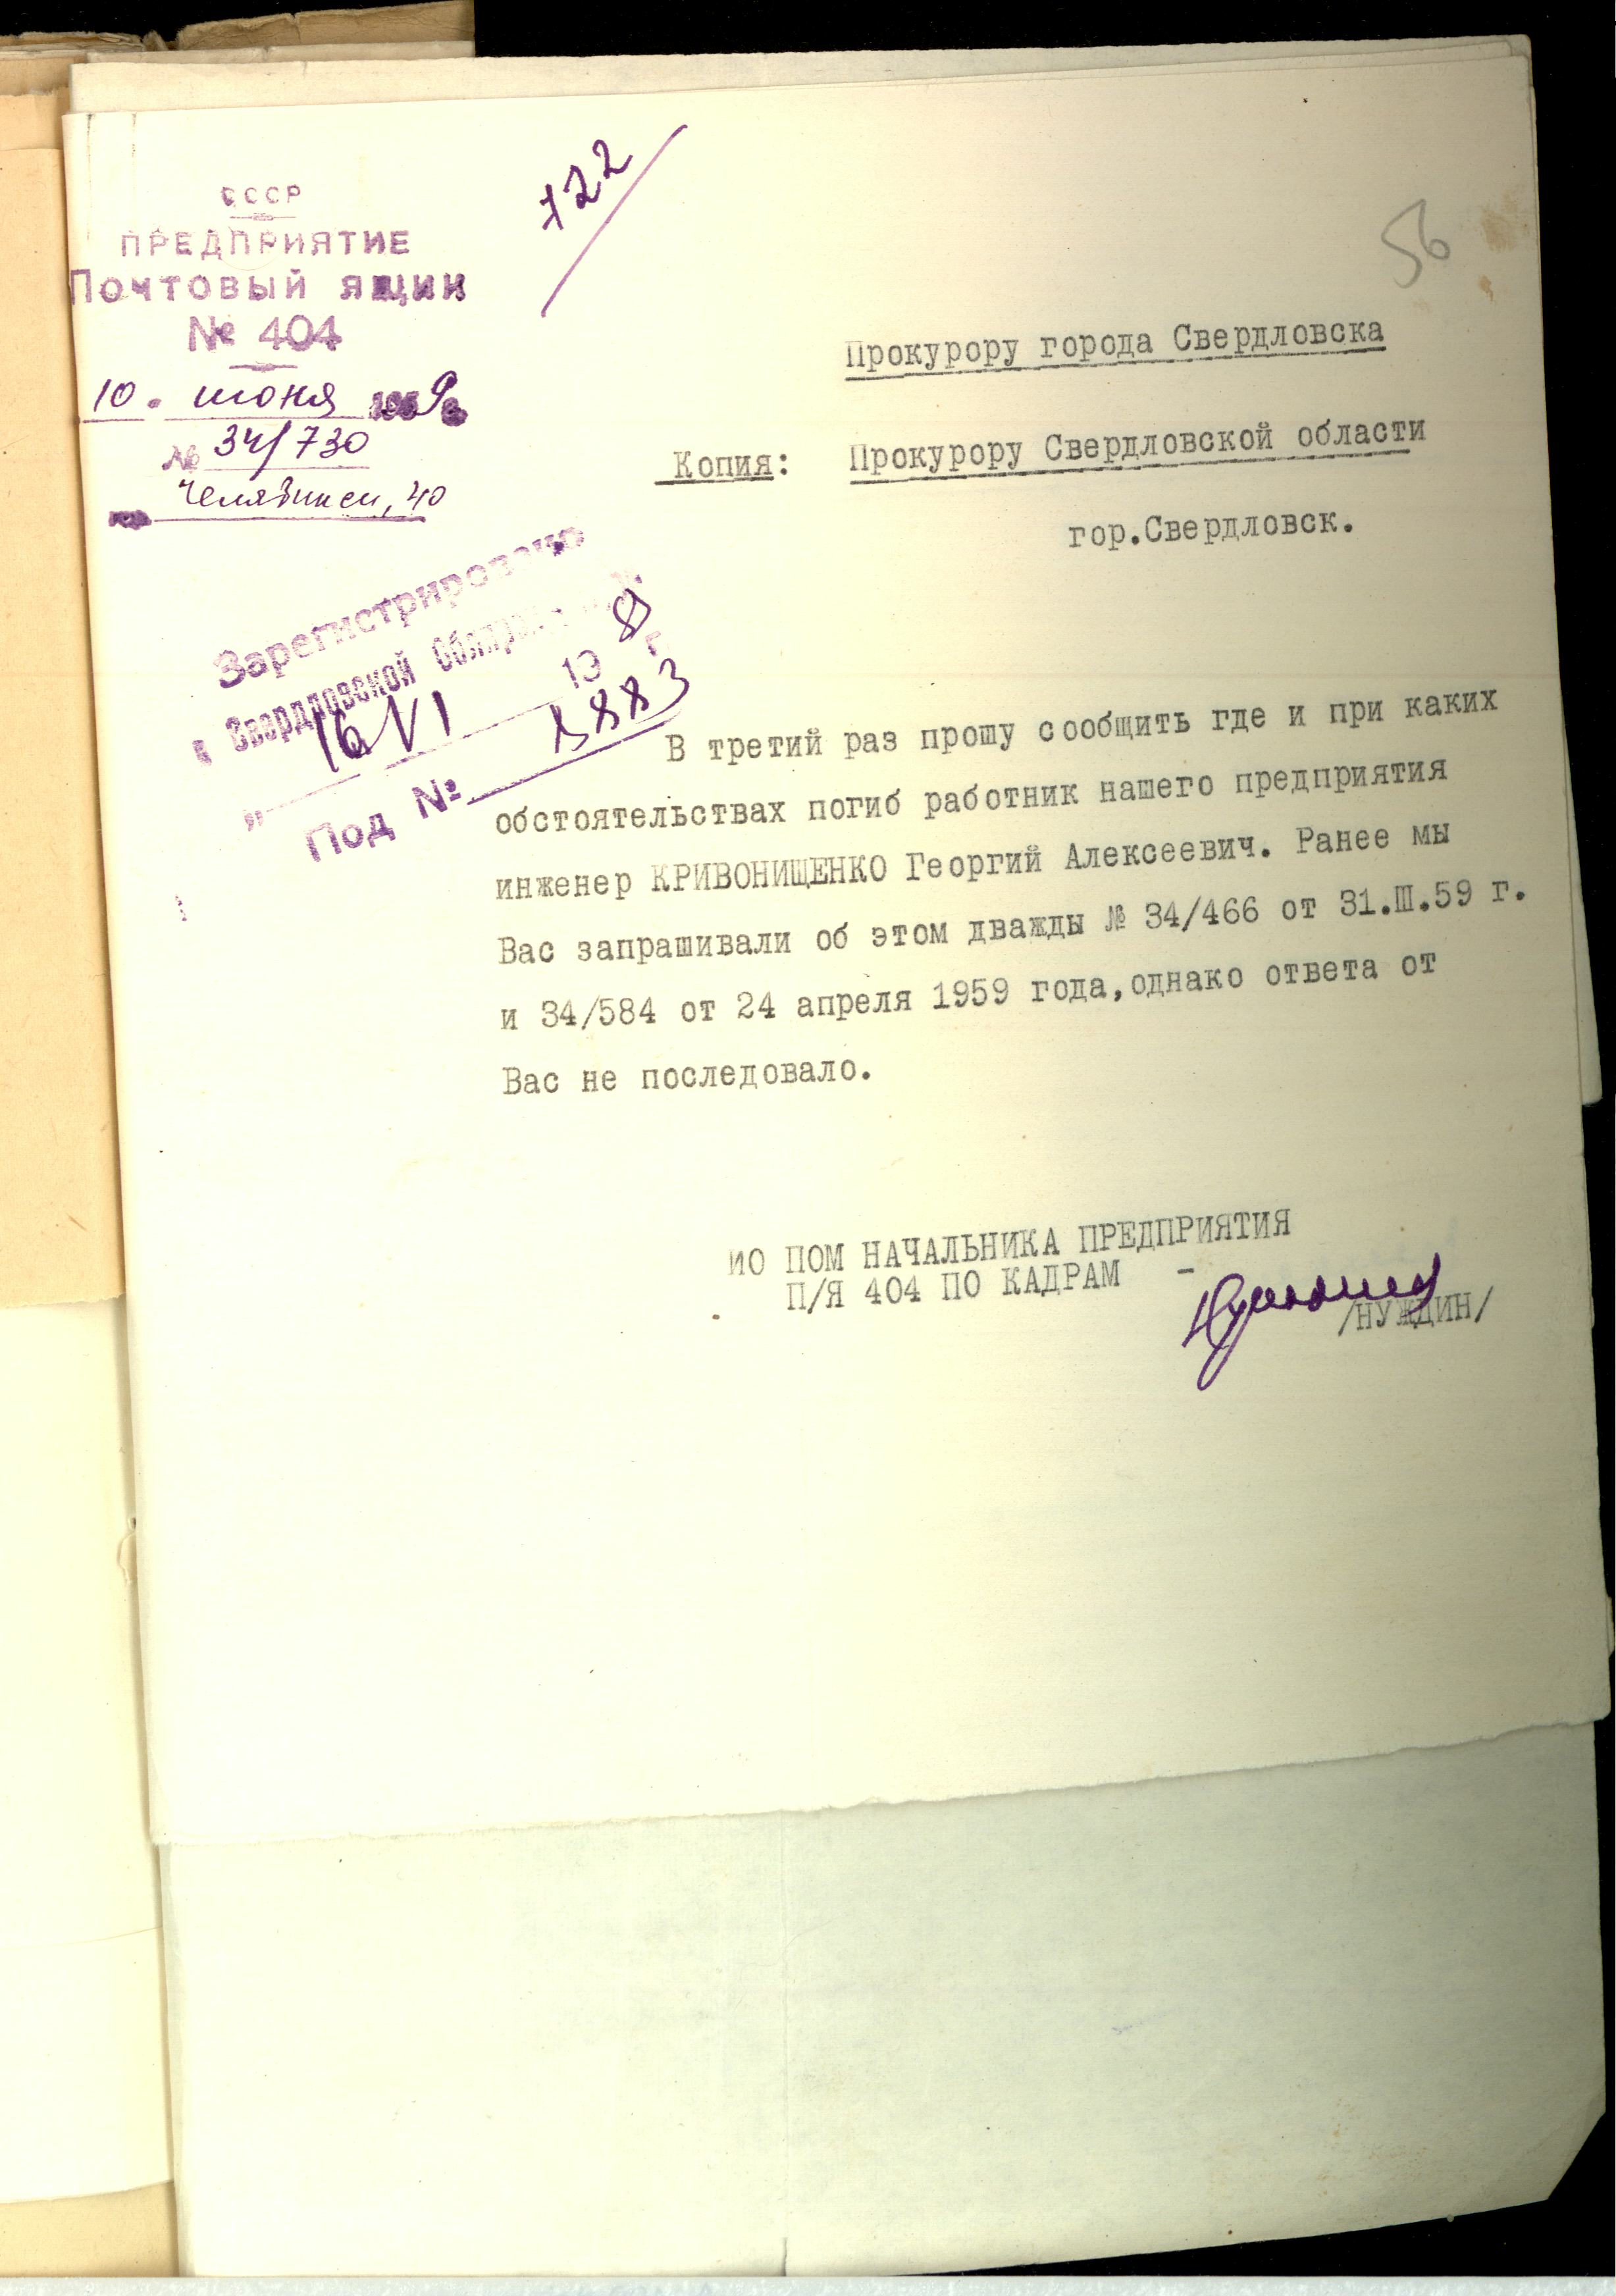 СССР
ПРЕДПРИЯТИЕ
Почтовый ящик
№ 404
10. июня 1959г
№ 34/730
Челябинск, 40
122
56
Прокурору города Свердловска
Копия: Прокурору Свердловской области
гор.Свердловск.
Зарегистрировано
в Свердловской
16 VI 19 г.
Под №
В третий раз прошу сообщить где и при каких
обстоятельствах погиб работник нашего предприятия
инженер КРИВОНИЩЕНКО Георгий Алексеевич. Ранее мы
Вас запрашивали об этом дважды № 34/466 от 31.III.59 г.
и 34/584 от 24 апреля 1959 года,однако ответа от
Вас не последовало.
ИО ПОМ НАЧАЛЬНИКА ПРЕДПРИЯТИЯ
П/Я 404 ПО КАДРАМ -
/НУЖДИН/